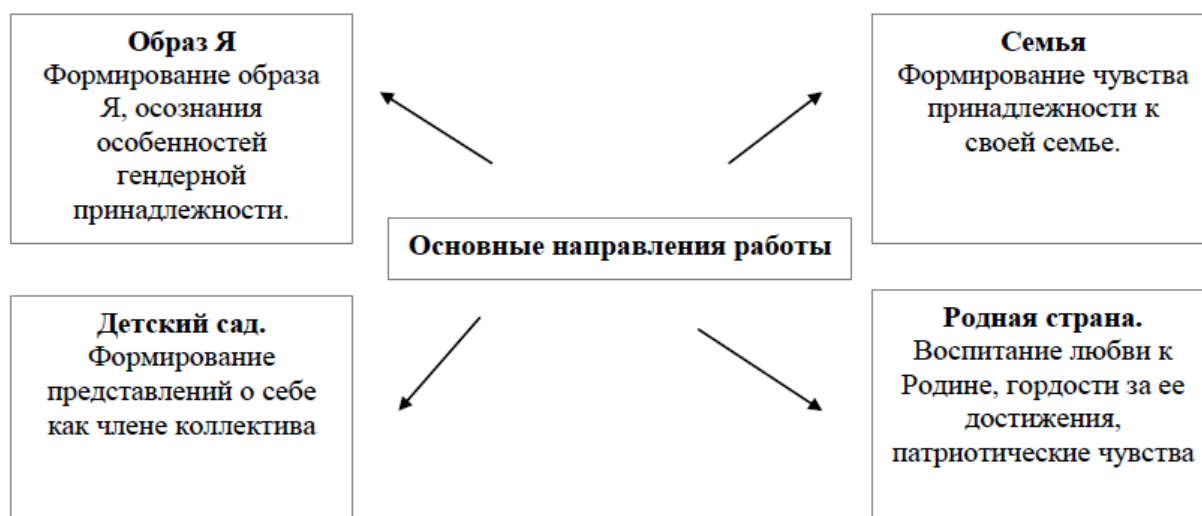 Образ Я
Формирование образа
Я, осознания
особенностей
гендерной
принадлежности.
Семья
Формирование чувства
принадлежности к
своей семье.
Основные направления работы
Детский сад.
Формирование
представлений о себе
как члене коллектива
Родная страна.
Воспитание любви к
Родине, гордости за ее
достижения,
патриотические чувства